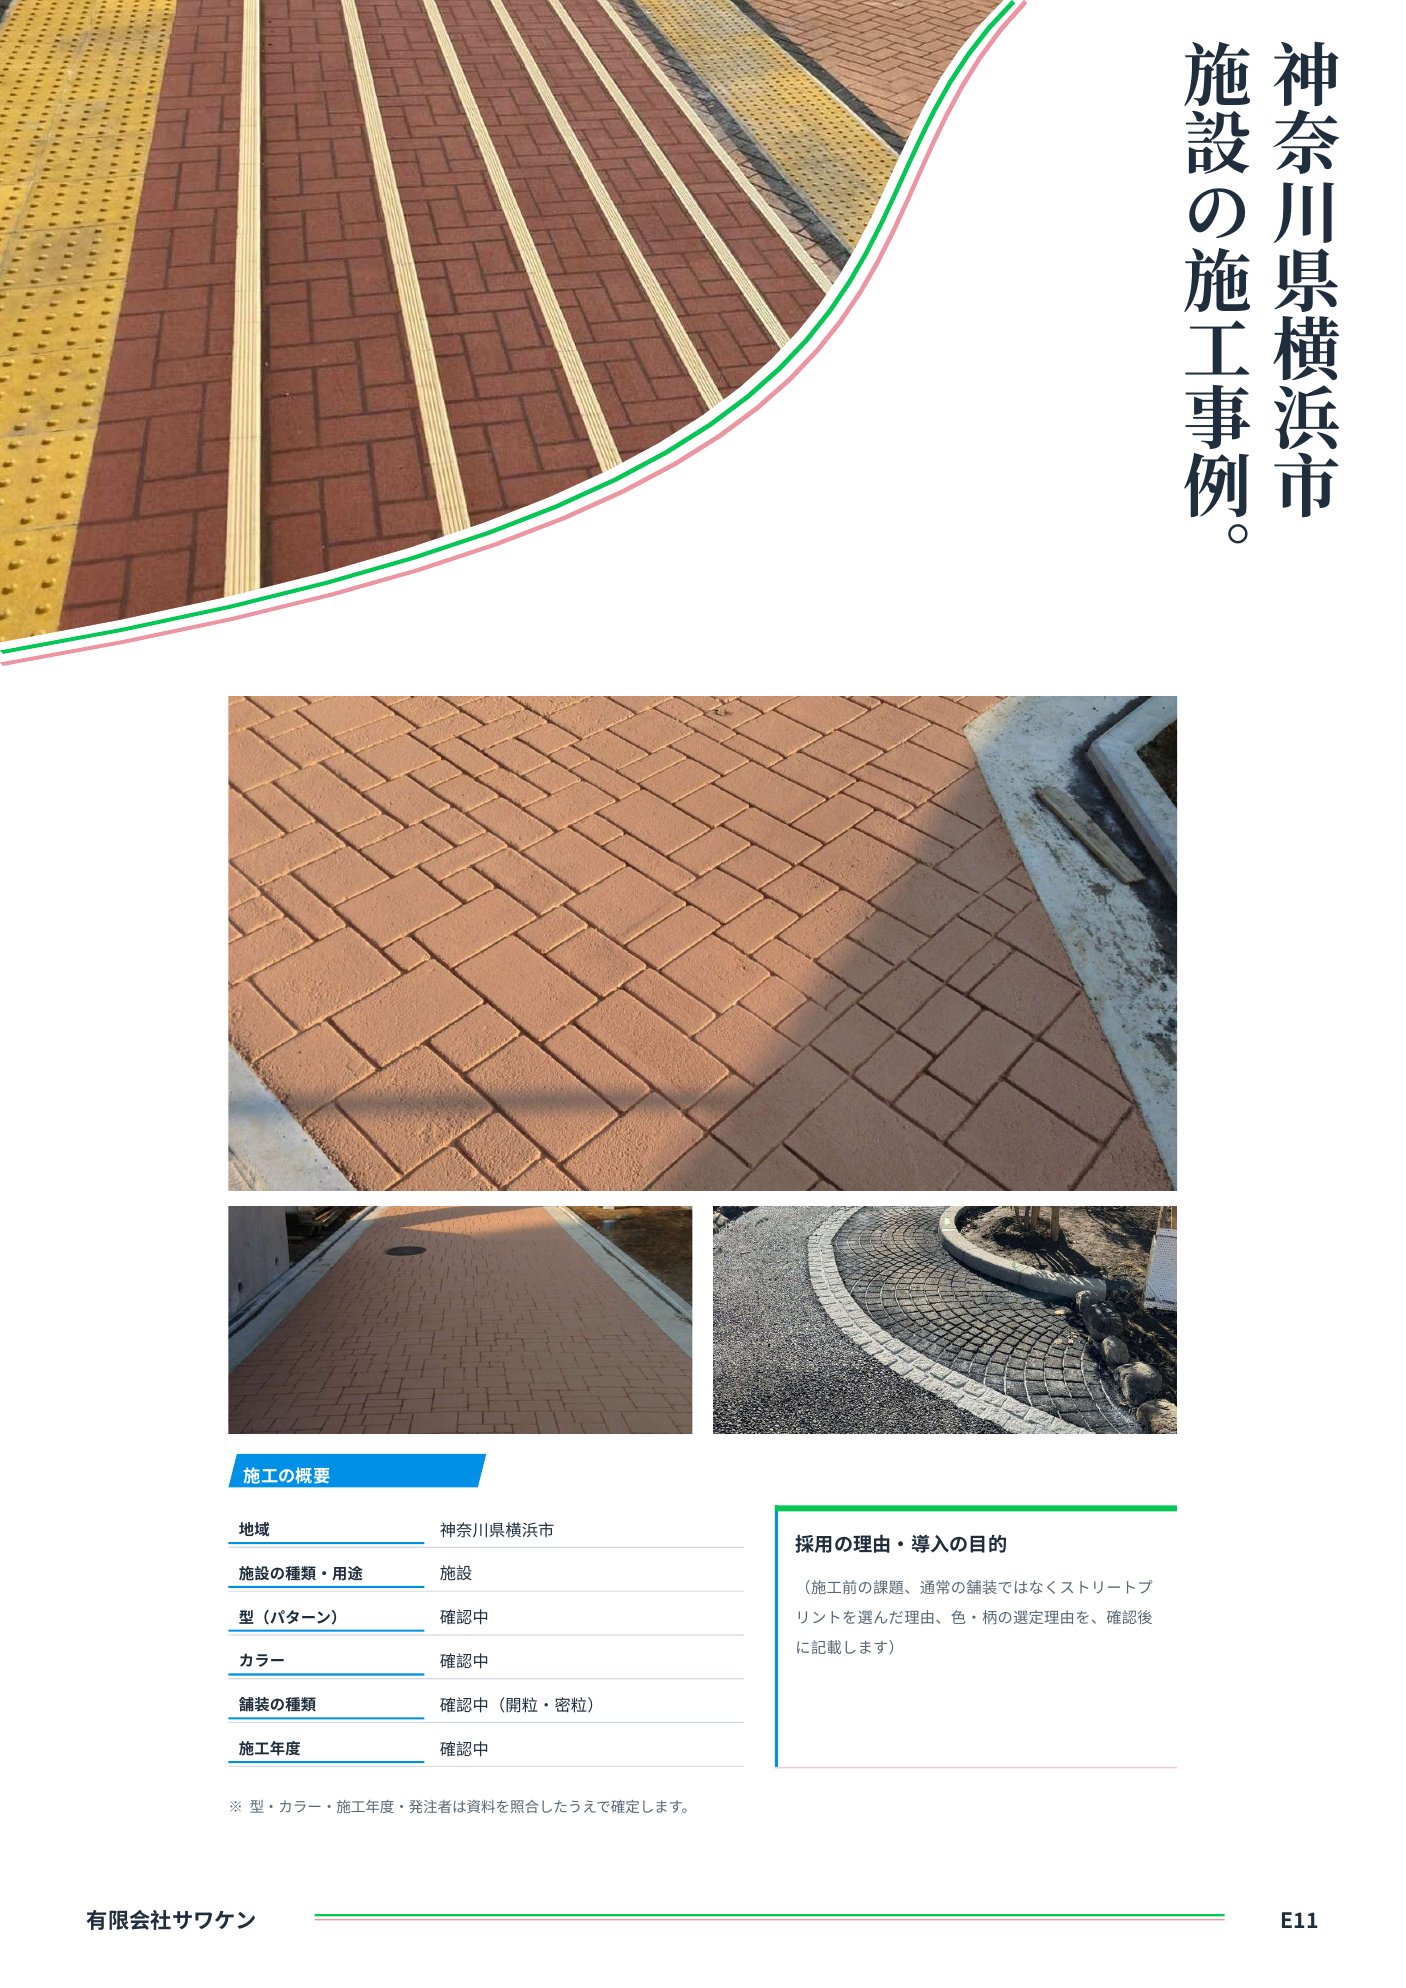 神奈川県横浜市
施設の施工事例。
施工の概要
地域 神奈川県横浜市
施設の種類・用途 施設
型（パターン） 確認中
カラー 確認中
舗装の種類 確認中（開粒・密粒）
施工年度 確認中
採用の理由・導入の目的
（施工前の課題、通常の舗装ではなくストリートプ
リントを選んだ理由、色・柄の選定理由を、確認後
に記載します）
※ 型・カラー・施工年度・発注者は資料を照合したうえで確定します。
有限会社サワケン
E11